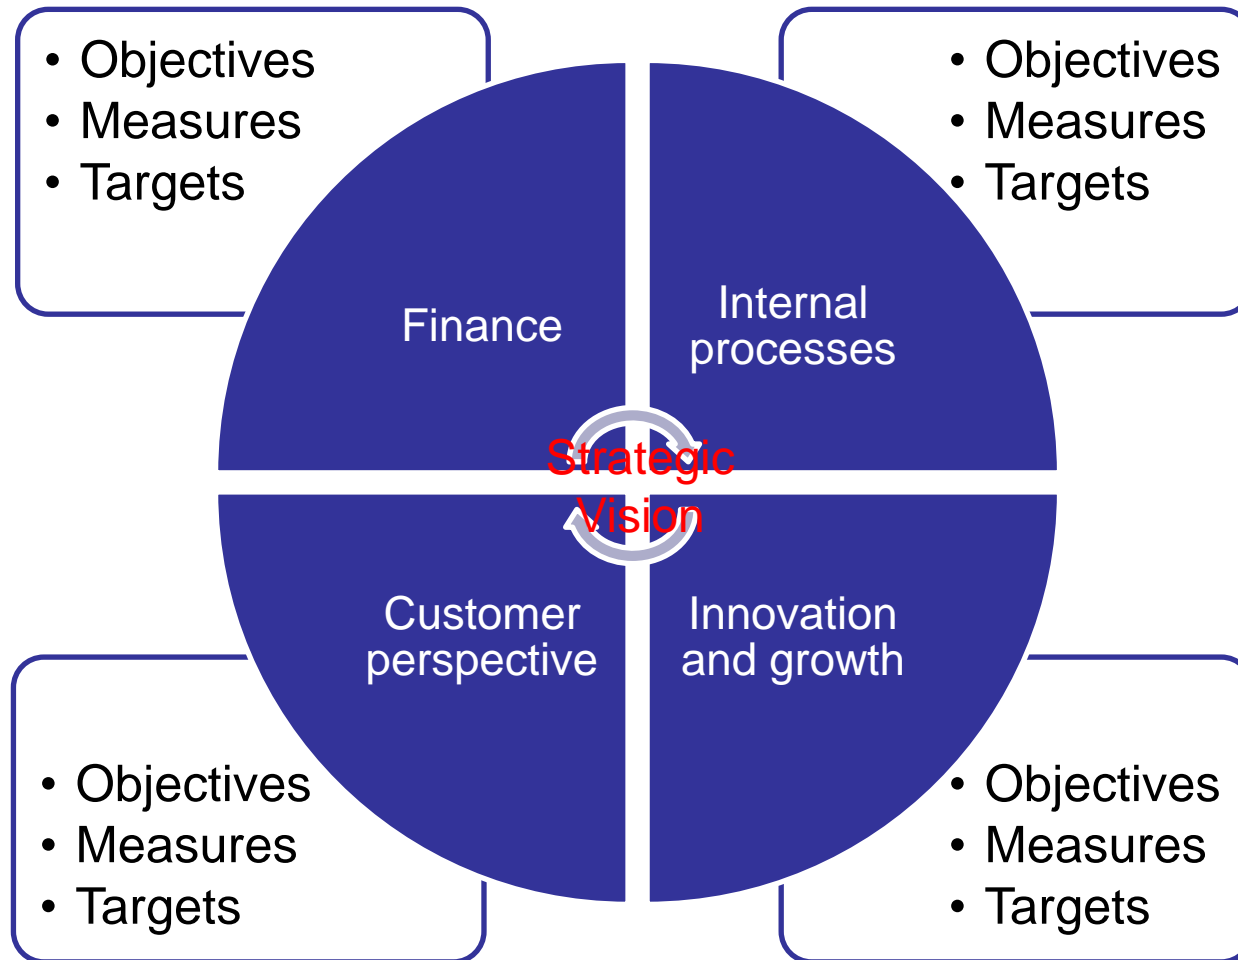 • Objectives
• Measures
• Targets
• Objectives
• Measures
• Targets
Finance
Internal
processes
Strategic
Vision
Customer
perspective
Innovation
and growth
• Objectives
• Measures
• Targets
• Objectives
• Measures
• Targets